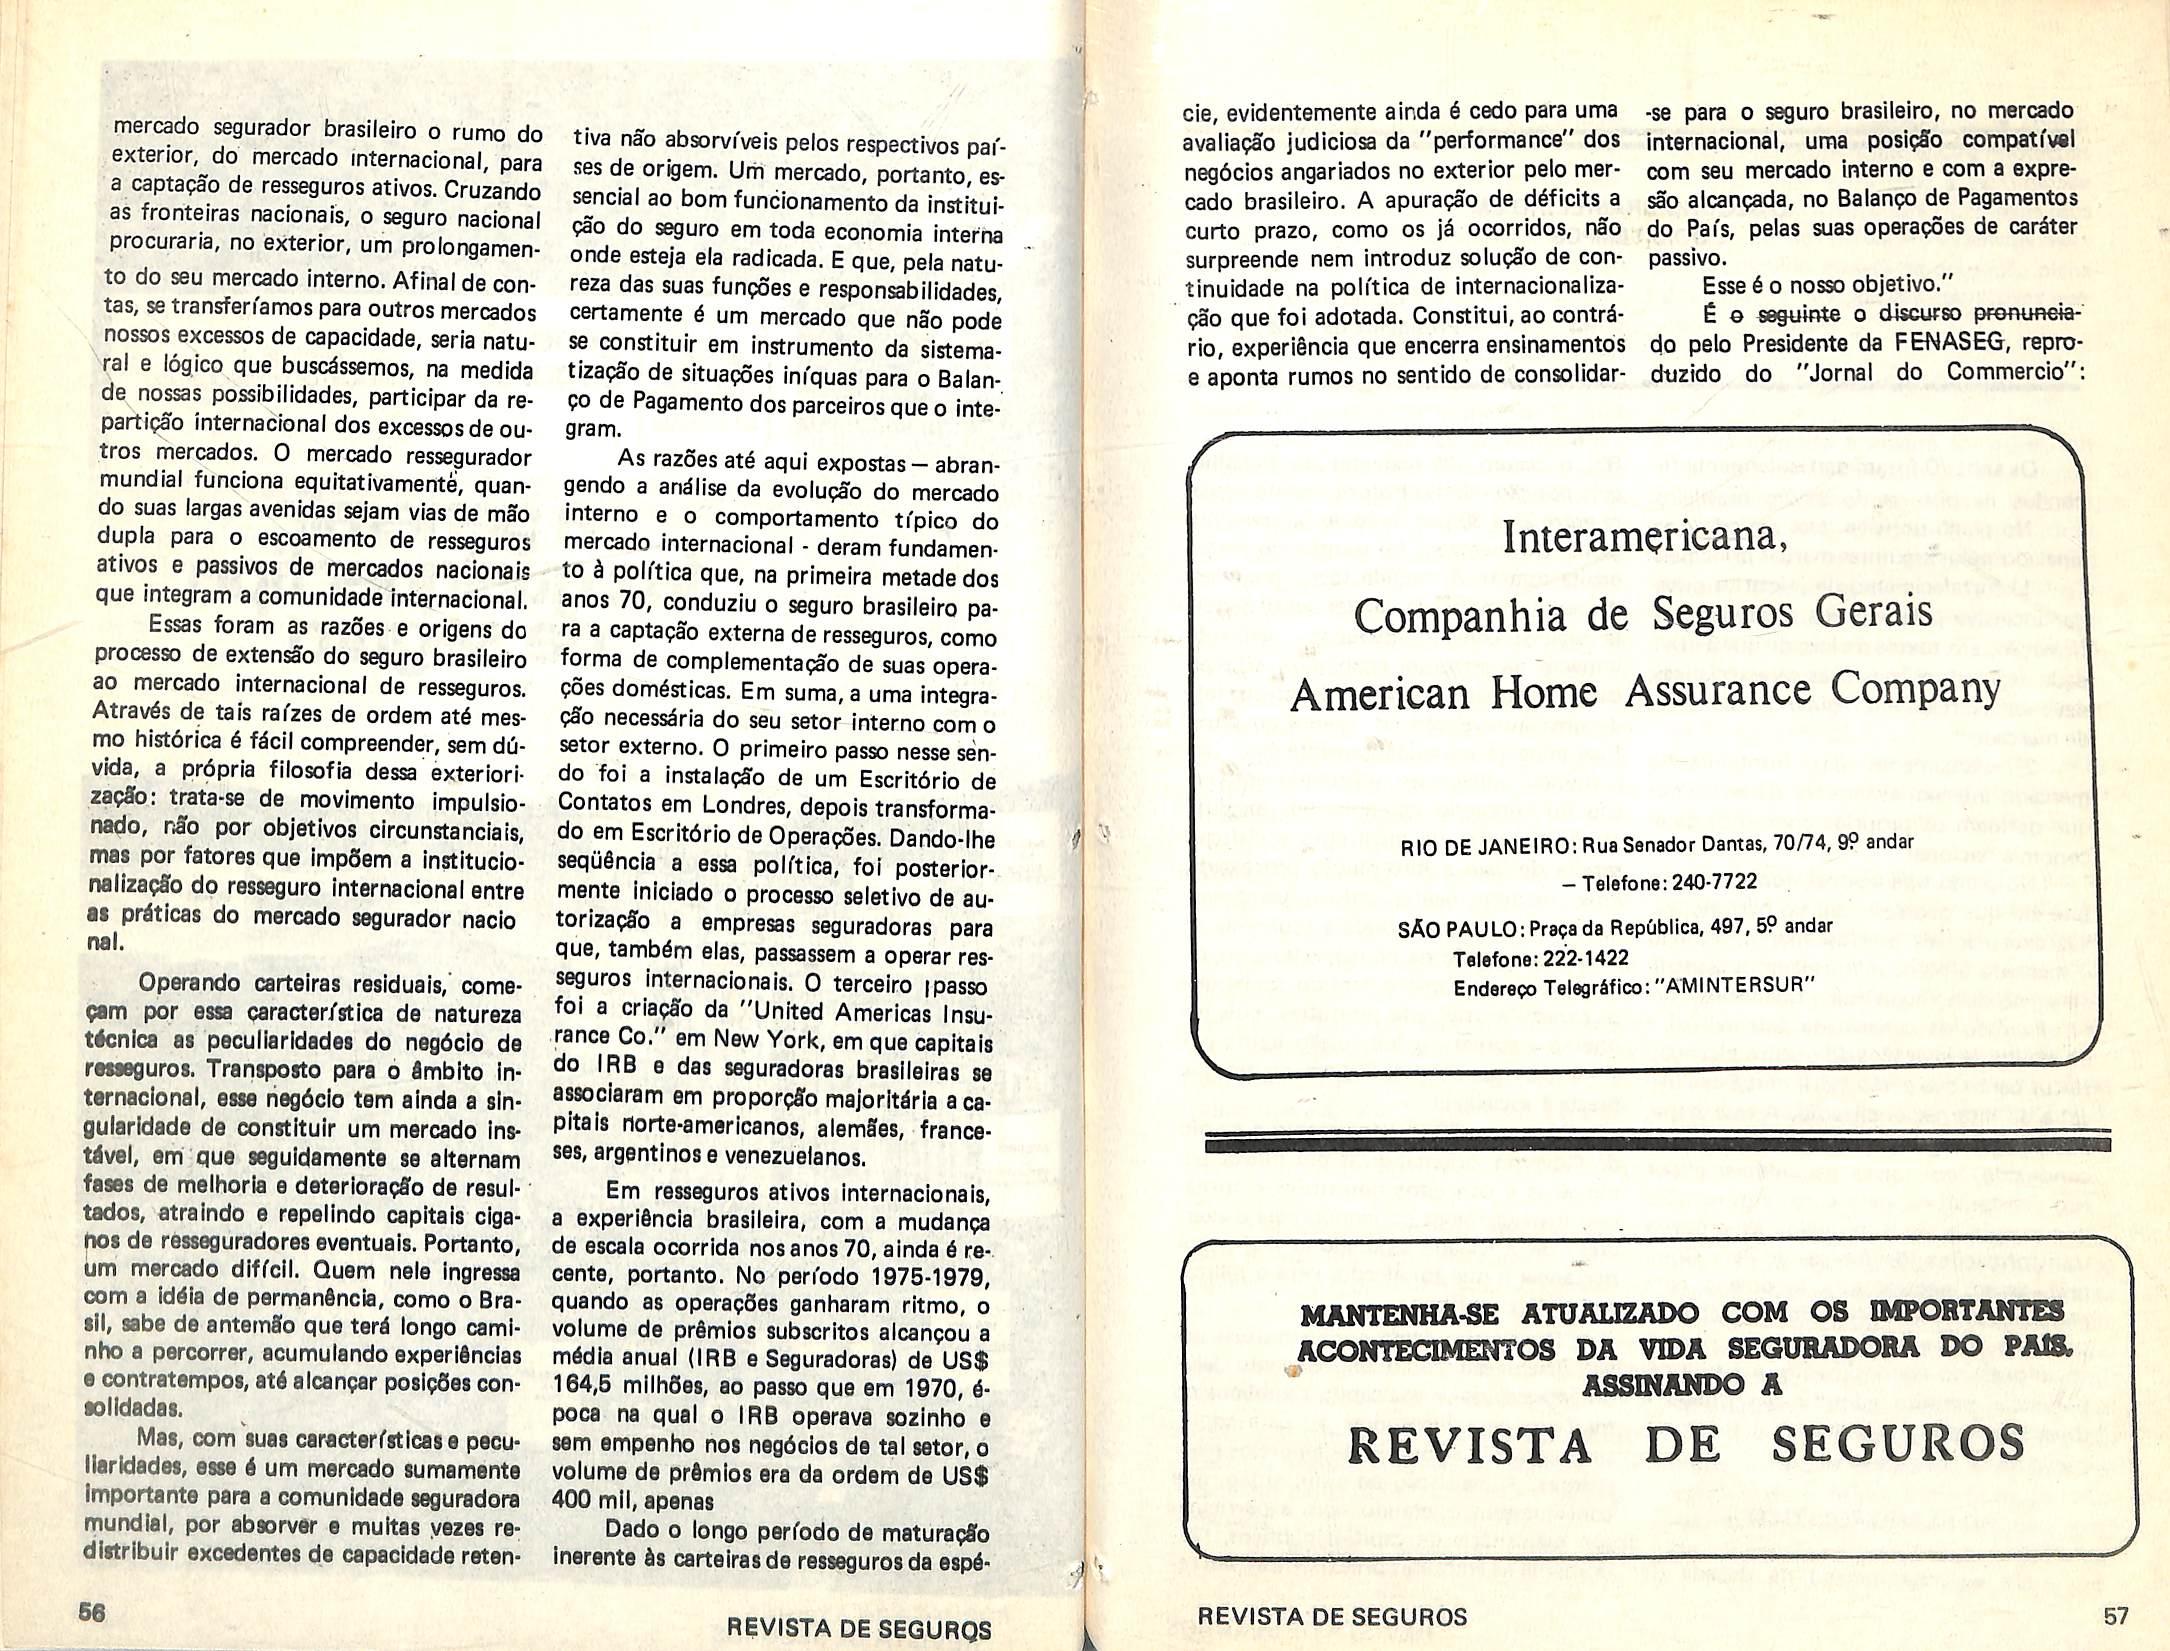 mercado segurador brasileiro o rumo do
exterior, do mercado internacional, para
a captação de resseguros ativos. Cruzando
as fronteiras nacionais, o seguro nacional
procuraria, no exterior, um prolongamen-
to do seu mercado interno. Afinal de con-
tas, se transferíamos para outros mercados
nossos excessos de capacidade, seria natu-
ral e lógico que buscássemos, na medida
de nossas possibilidades, participar da re-
partição internacional dos excessos de ou-
tros mercados. O mercado ressegurador
mundial funciona equitativamente, quan-
do suas largas avenidas sejam vias de mão
dupla para o escoamento de resseguros
ativos e passivos de mercados nacionais
que integram a comunidade internacional.
Essas foram as razões e origens do
processo de extensão do seguro brasileiro
ao mercado internacional de resseguros.
Através de tais raízes de ordem até mes-
mo histórica é fácil compreender, sem dú-
vida, a própria filosofia dessa exteriori-
zação: trata-se de movimento impulsio-
nado, não por objetivos circunstanciais,
mas por fatores que impõem a institucio-
nalização do resseguro internacional entre
as práticas do mercado segurador nacio
nal.
Operando carteiras residuais, come-
çam por essa característica de natureza
técnica as peculiaridades do negócio de
resseguros. Transposto para o âmbito in-
ternacional, esse negócio tem ainda a sin-
gularidade de constituir um mercado ins-
tável, em que seguidamente se alternam
fases de melhoria e deterioração de resul-
tados, atraindo e repelindo capitais ciga-
nos de resseguradores eventuais. Portanto,
um mercado difícil. Quem nele ingressa
com a idéia de permanência, como o Bra-
sil, sabe de antemão que terá longo cami-
nho a percorrer, acumulando experiências
e contratempos, até alcançar posições con-
solidadas.
Mas, com suas características e pecu-
liaridades, esse é um mercado sumamente
importante para a comunidade seguradora
mundial, por absorver e muitas vezes re-
distribuir excedentes de capacidade reten-
56
tiva não absorvíveis pelos respectivos paí-
ses de origem. Um mercado, portanto, es-
sencial ao bom funcionamento da institui-
ção do seguro em toda economia interna
onde esteja ela radicada. E que, pela natu-
reza das suas funções e responsabilidades,
certamente é um mercado que não pode
se constituir em instrumento da sistema-
tização de situações iníquas para o Balan-
ço de Pagamento dos parceiros que o inte-
gram.
As razões até aqui expostas — abran-
gendo a análise da evolução do mercado
interno e o comportamento típico do
mercado internacional - deram fundamen-
to à política que, na primeira metade dos
anos 70, conduziu o seguro brasileiro pa-
ra a captação externa de resseguros, como
forma de complementação de suas opera-
ções domésticas. Em suma, a uma integra-
ção necessária do seu setor interno com o
setor externo. O primeiro passo nesse sen-
do foi a instalação de um Escritório de
Contatos em Londres, depois transforma-
do em Escritório de Operações. Dando-lhe
seqüência a essa política, foi posterior-
mente iniciado o processo seletivo de au-
torização a empresas seguradoras para
que, também elas, passassem a operar res-
seguros internacionais. O terceiro passo
foi a criação da "United Americas Insu-
rance Co." em New York, em que capitais
do IRB e das seguradoras brasileiras se
associaram em proporção majoritária a ca-
pitais norte-americanos, alemães, france-
ses, argentinos e venezuelanos.
Em resseguros ativos internacionais,
a experiência brasileira, com a mudança
de escala ocorrida nos anos 70, ainda é re-
cente, portanto. No período 1975-1979,
quando as operações ganharam ritmo, o
volume de prêmios subscritos alcançou a
média anual (IRB e Seguradoras) de US$
164,5 milhões, ao passo que em 1970, é-
poca na qual o IRB operava sozinho e
sem empenho nos negócios de tal setor, o
volume de prêmios era da ordem de US$
400 mil, apenas
Dado o longo período de maturação
inerente às carteiras de resseguros da espé-
REVISTA DE SEGUROS
cie, evidentemente ainda é cedo para uma
avaliação judiciosa da "performance" dos
negócios angariados no exterior pelo mer-
cado brasileiro. A apuração de déficits a
curto prazo, como os já ocorridos, não
surpreende nem introduz solução de con-
tinuidade na política de internacionaliza-
ção que foi adotada. Constitui, ao contrá-
rio, experiência que encerra ensinamentos
e aponta rumos no sentido de consolidar-
-se para o seguro brasileiro, no mercado
internacional, uma posição compatível
com seu mercado interno e com a expre-
são alcançada, no Balanço de Pagamentos
do País, pelas suas operações de caráter
passivo.
Esse é o nosso objetivo."
É o seguinte o discurso pronuncia-
do pelo Presidente da FENASEG, repro-
duzido do "Jornal do Commercio":
Interamericana,
Companhia de Seguros Gerais
American Home Assurance Company
RIO DE JANEIRO: Rua Senador Dantas, 70/74, 9º andar
— Telefone: 240-7722
SÃO PAULO: Praça da República, 497, 5º andar
Telefone: 222-1422
Endereço Telegráfico: "AMINTERSUR"
MANTENHA-SE ATUALIZADO COM OS IMPORTANTES
ACONTECIMENTOS DA VIDA SEGURADORA DO PAÍS.
ASSINANDO A
REVISTA DE SEGUROS
REVISTA DE SEGUROS
57